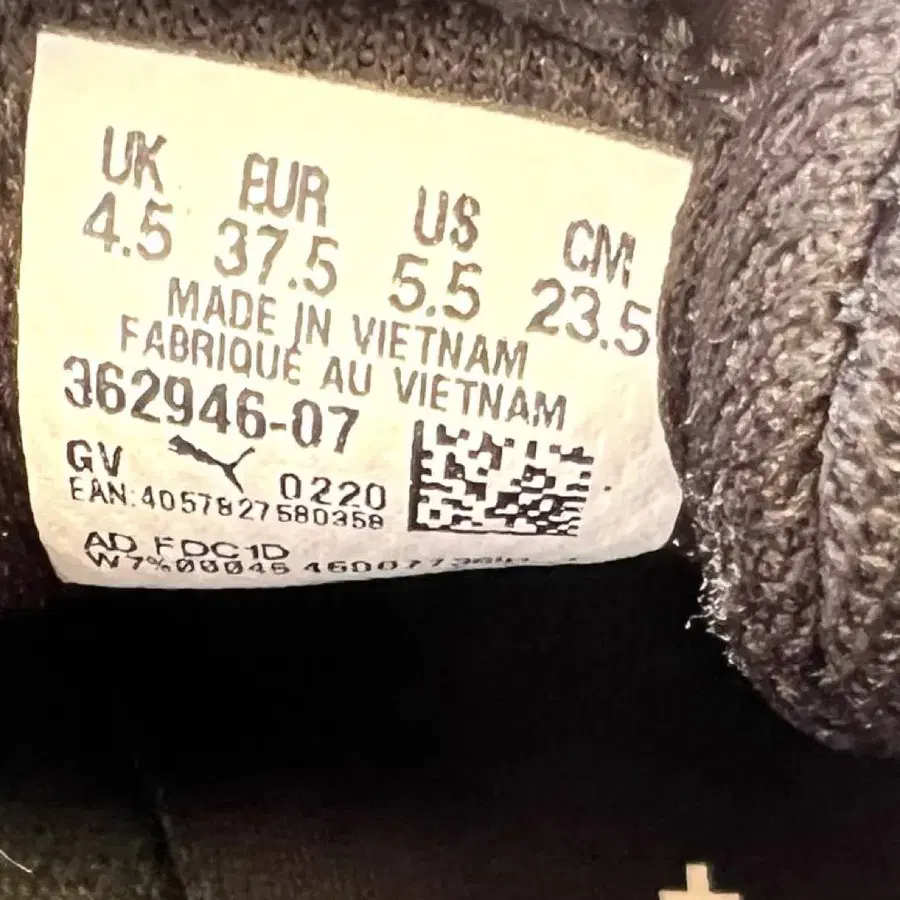 UK EUR US CM
4.5 37.5 5.5 23.5
MADE IN VIETNAM
FABRIQUÉ AU VIETNAM
362946-07
GV 0220
EAN:4057827580358
AD FDC1D